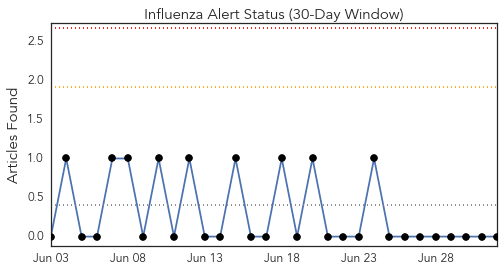 Influenza Alert Status (30-Day Window)
2.5
2.0
1.5
1.0
0.5
0.0
Articles Found
Jun 03 Jun 08 Jun 13 Jun 18 Jun 23 Jun 28